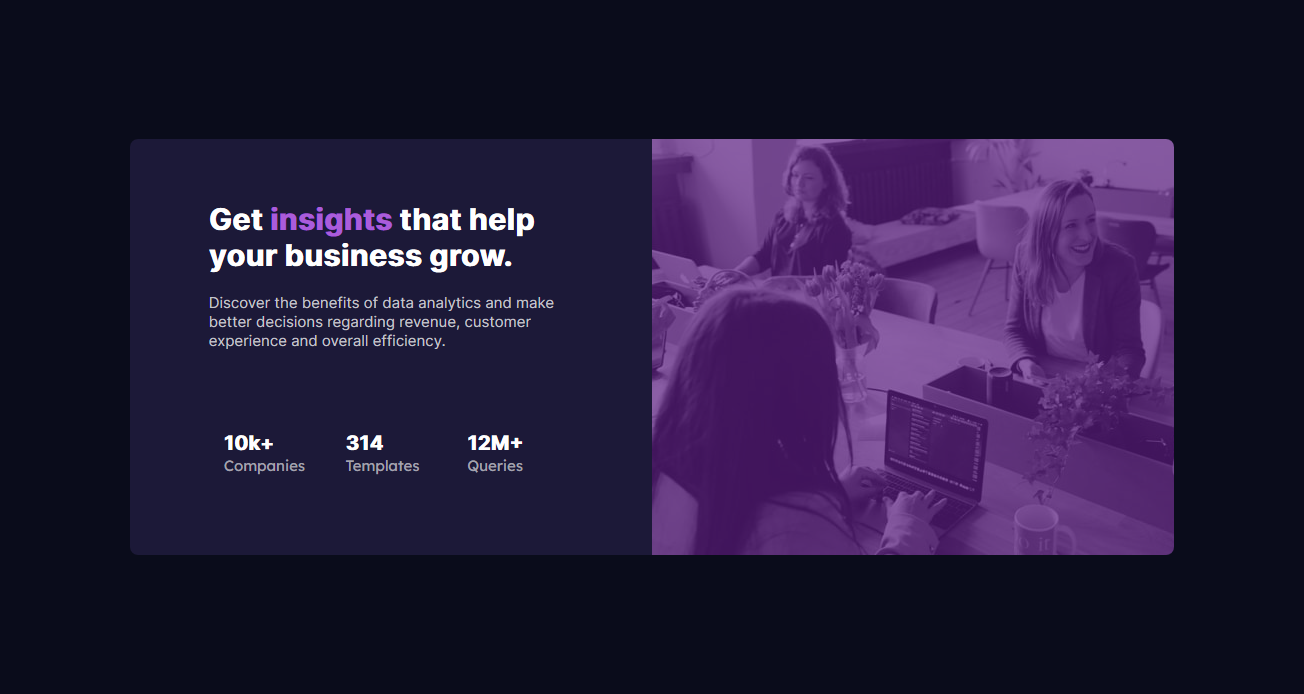 Get insights that help
your business grow.
Discover the benefits of data analytics and make
better decisions regarding revenue, customer
experience and overall efficiency.
10k+ 314 12M+
Companies Templates Queries